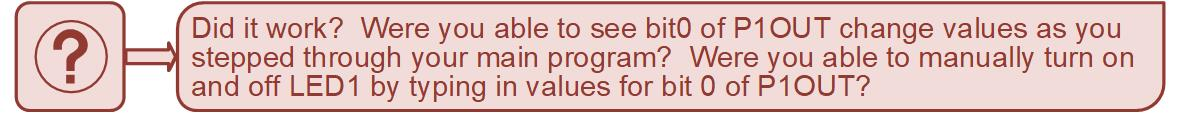 ?
Did it work?  Were you able to see bit0 of P1OUT change values as you
stepped through your main program?  Were you able to manually turn on
and off LED1 by typing in values for bit 0 of P1OUT?